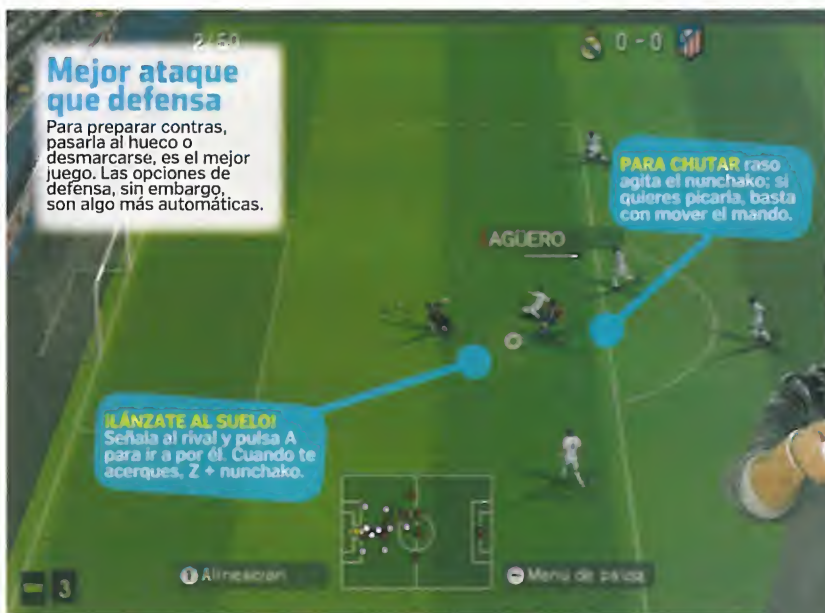 2/50
0 - 0
Mejor ataque
que defensa
Para preparar contras,
pasarla al hueco o
desmarcarse, es el mejor
juego. Las opciones de
defensa, sin embargo,
son algo más automáticas.
PARA CHUTAR raso
agita el nunchako; si
quieres picarla, basta
con mover el mando.
AGÜERO
¡LÁNZATE AL SUELO!
Señala al rival y pulsa A
para ir a por él. Cuando te
acerques, Z + nunchako.
3
1 Alineación
Menú de pausa